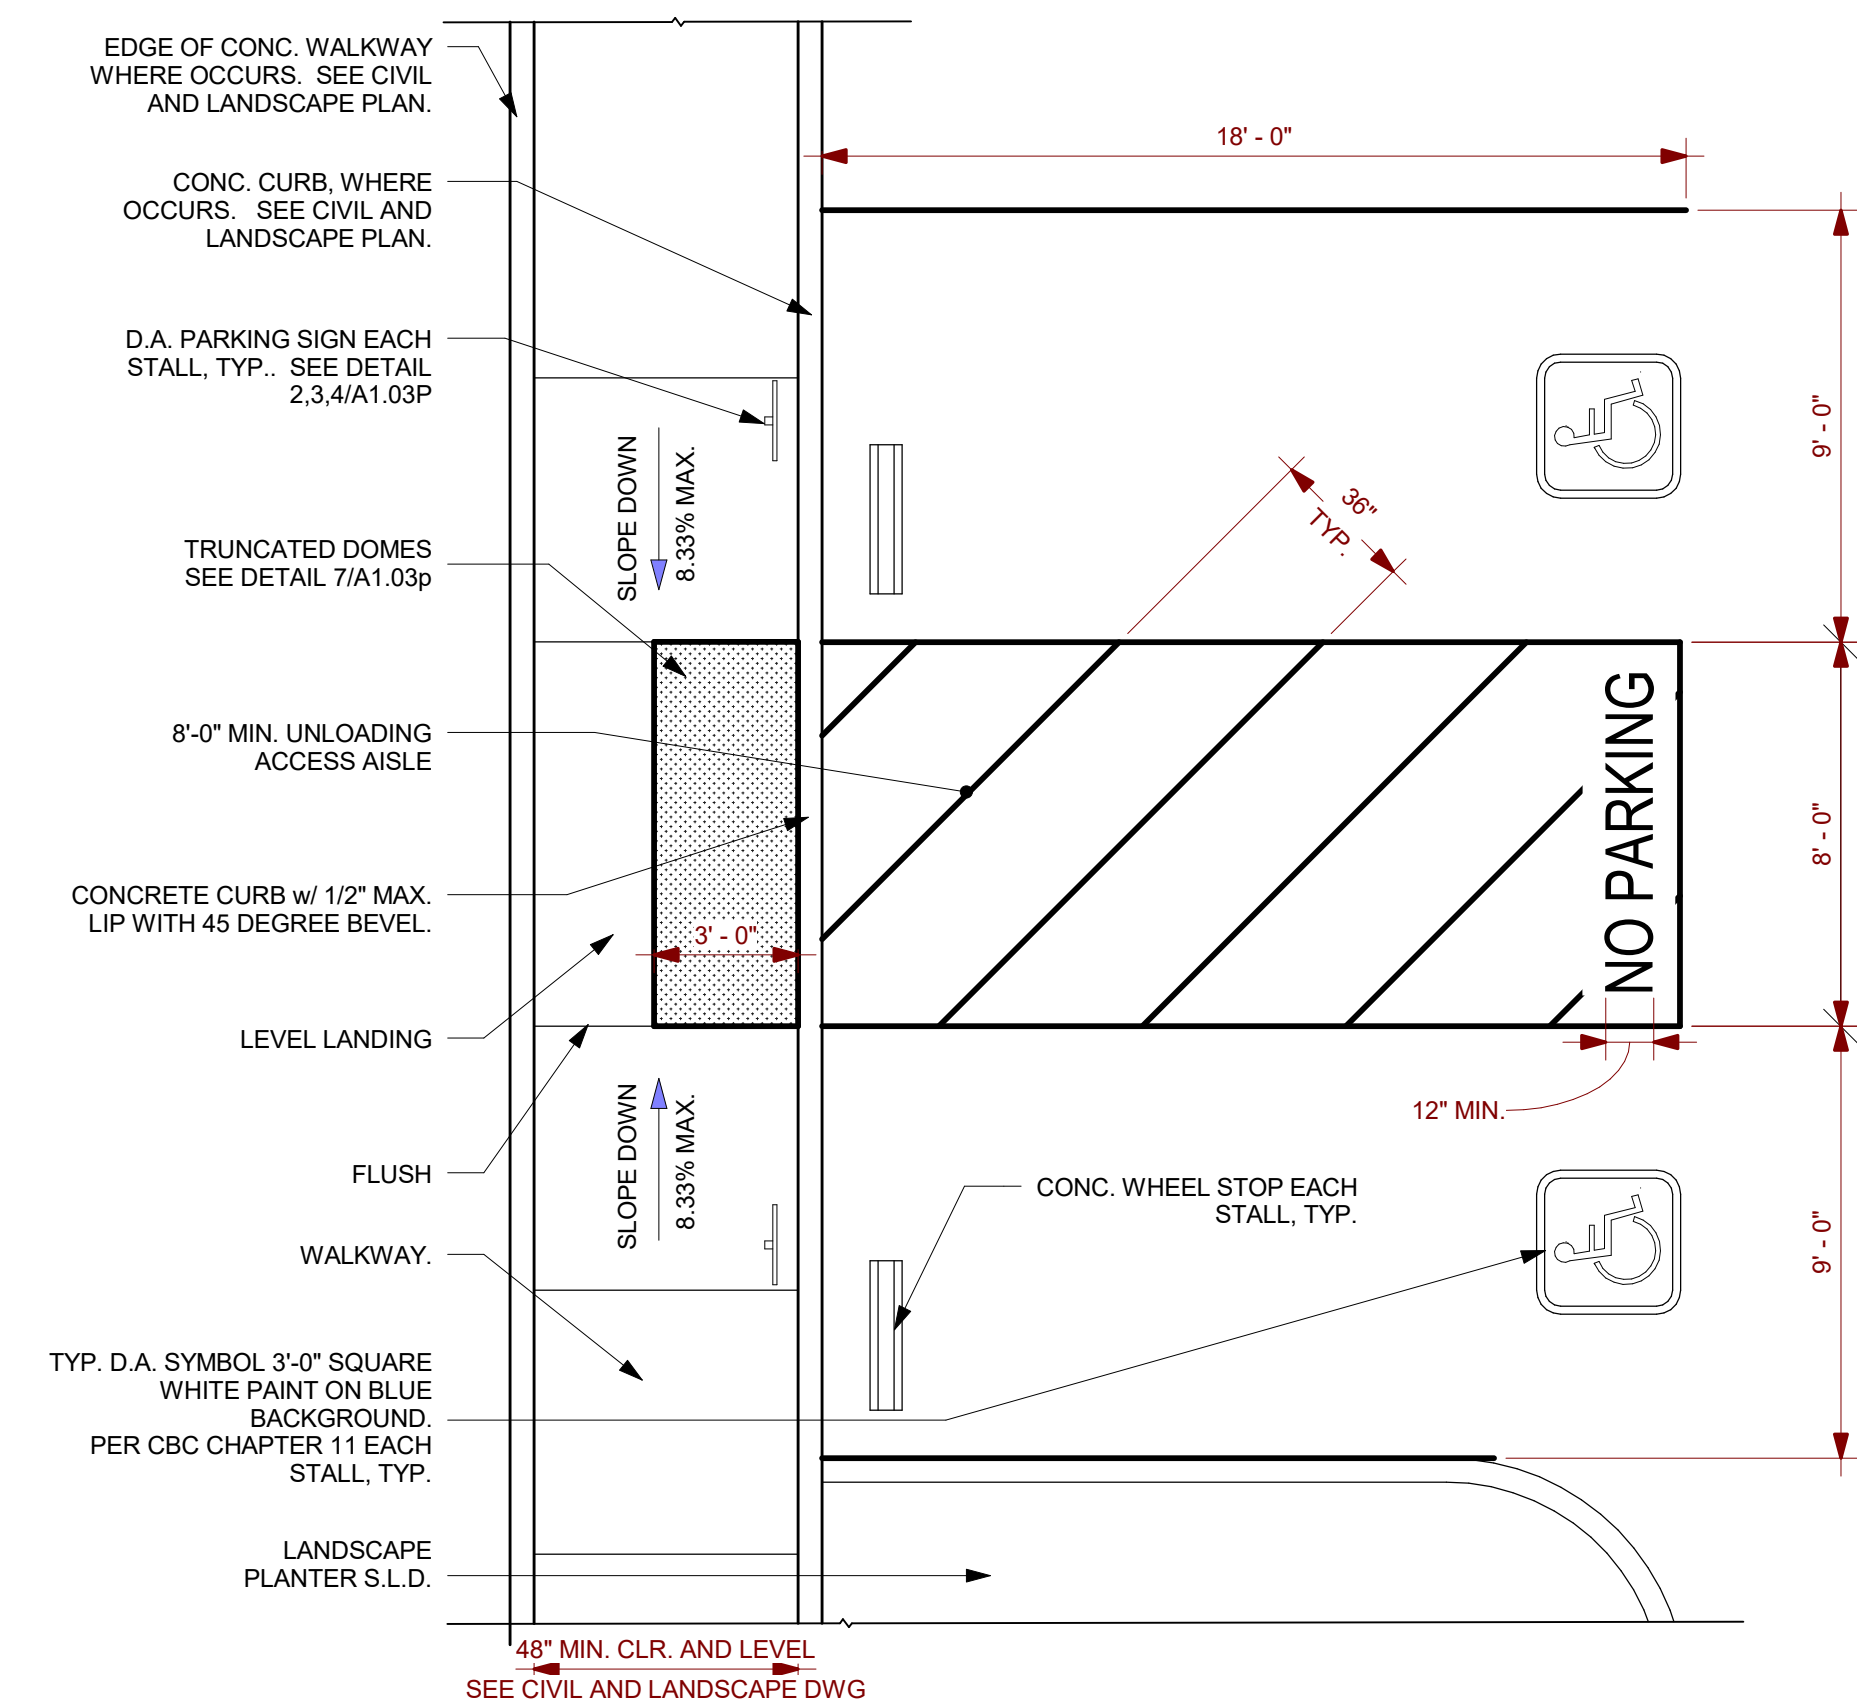 EDGE OF CONC. WALKWAY
WHERE OCCURS. SEE CIVIL
AND LANDSCAPE PLAN.
18' - 0"
CONC. CURB, WHERE
OCCURS. SEE CIVIL AND
LANDSCAPE PLAN.
D.A. PARKING SIGN EACH
STALL, TYP.. SEE DETAIL
2,3,4/A1.03P
9' - 0"
SLOPE DOWN
8.33% MAX.
36"
TYP.
TRUNCATED DOMES
SEE DETAIL 7/A1.03p
8'-0" MIN. UNLOADING
ACCESS AISLE
NO PARKING
8' - 0"
CONCRETE CURB w/ 1/2" MAX.
LIP WITH 45 DEGREE BEVEL.
3' - 0"
LEVEL LANDING
12" MIN.
SLOPE DOWN
8.33% MAX.
FLUSH
CONC. WHEEL STOP EACH
STALL, TYP.
9' - 0"
WALKWAY.
TYP. D.A. SYMBOL 3'-0" SQUARE
WHITE PAINT ON BLUE
BACKGROUND.
PER CBC CHAPTER 11 EACH
STALL, TYP.
LANDSCAPE
PLANTER S.L.D.
48" MIN. CLR. AND LEVEL
SEE CIVIL AND LANDSCAPE DWG